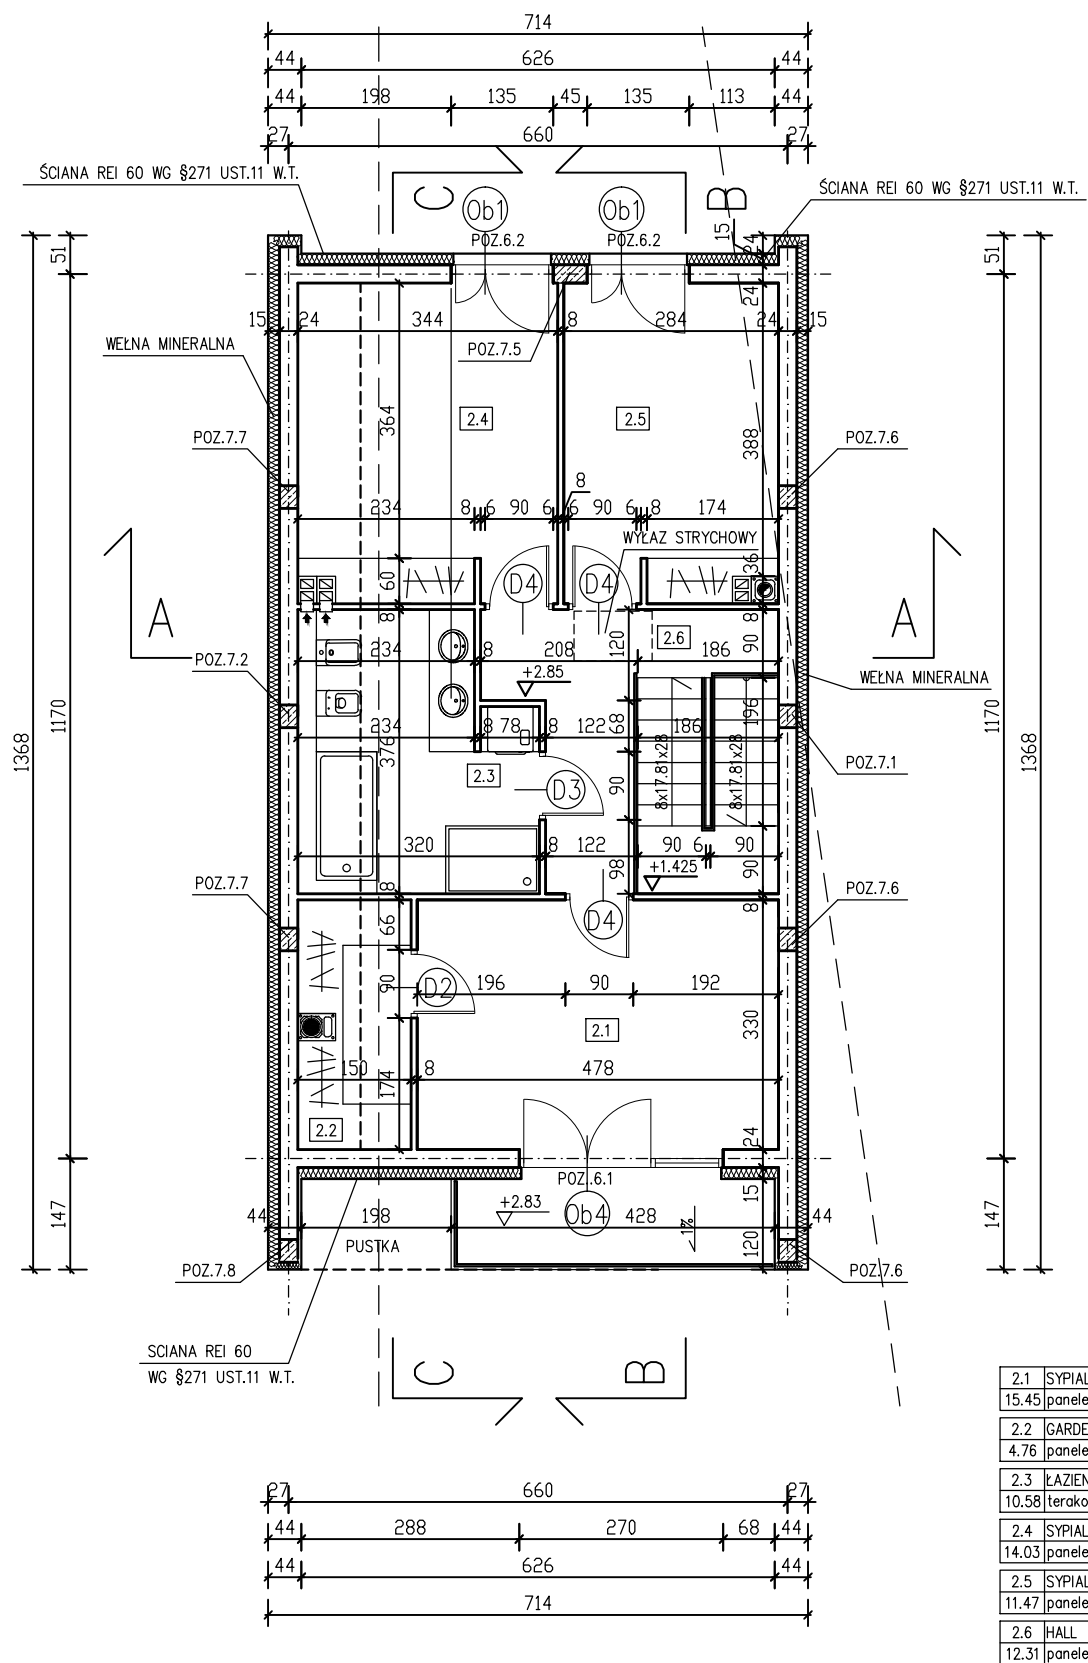 714
44 626 44
44 198 135 45 135 113 44
27 660 27
ŚCIANA REI 60 WG §271 UST.11 W.T.
C Ob1 Ob1 B
ŚCIANA REI 60 WG §271 UST.11 W.T.
POZ.6.2 POZ.6.2
15
24
51 51
24
15 24 344 8 284 24 15
WEŁNA MINERALNA
POZ.7.5
364 2.4 2.5 388
POZ.7.7 POZ.7.6
8
234 8 6 90 6 6 90 6 8 174
WYŁAZ STRYCHOWY
36
60 D4 D4
A A
8 8
120 2.6 90
234 8 208 186
POZ.7.2
+2.85
WEŁNA MINERALNA
196
1368 1170 1170 1368
234 8 78 8 122 68 186
376
8x17.81x28 8x17.81x28
POZ.7.1
2.3 D3 90
320 8 122 90 6 90
98 +1.425 90
POZ.7.7 POZ.7.6
8 8
66 D4
90 D2 196 90 192
2.1 330
150 8 478
174
2.2
24
POZ.6.1
15
147 147
44 198 +2.83 Ob4 428 44
PUSTKA 1% 120
POZ.7.8 POZ.7.6
SCIANA REI 60
WG §271 UST.11 W.T.
C B
2.1 SYPIAL
15.45 panele
2.2 GARDE
4.76 panele
2.3 ŁAZIEN
10.58 terako
2.4 SYPIAL
14.03 panele
2.5 SYPIAL
11.47 panele
2.6 HALL
12.31 panele
27 660 27
44 288 270 68 44
44 626 44
714